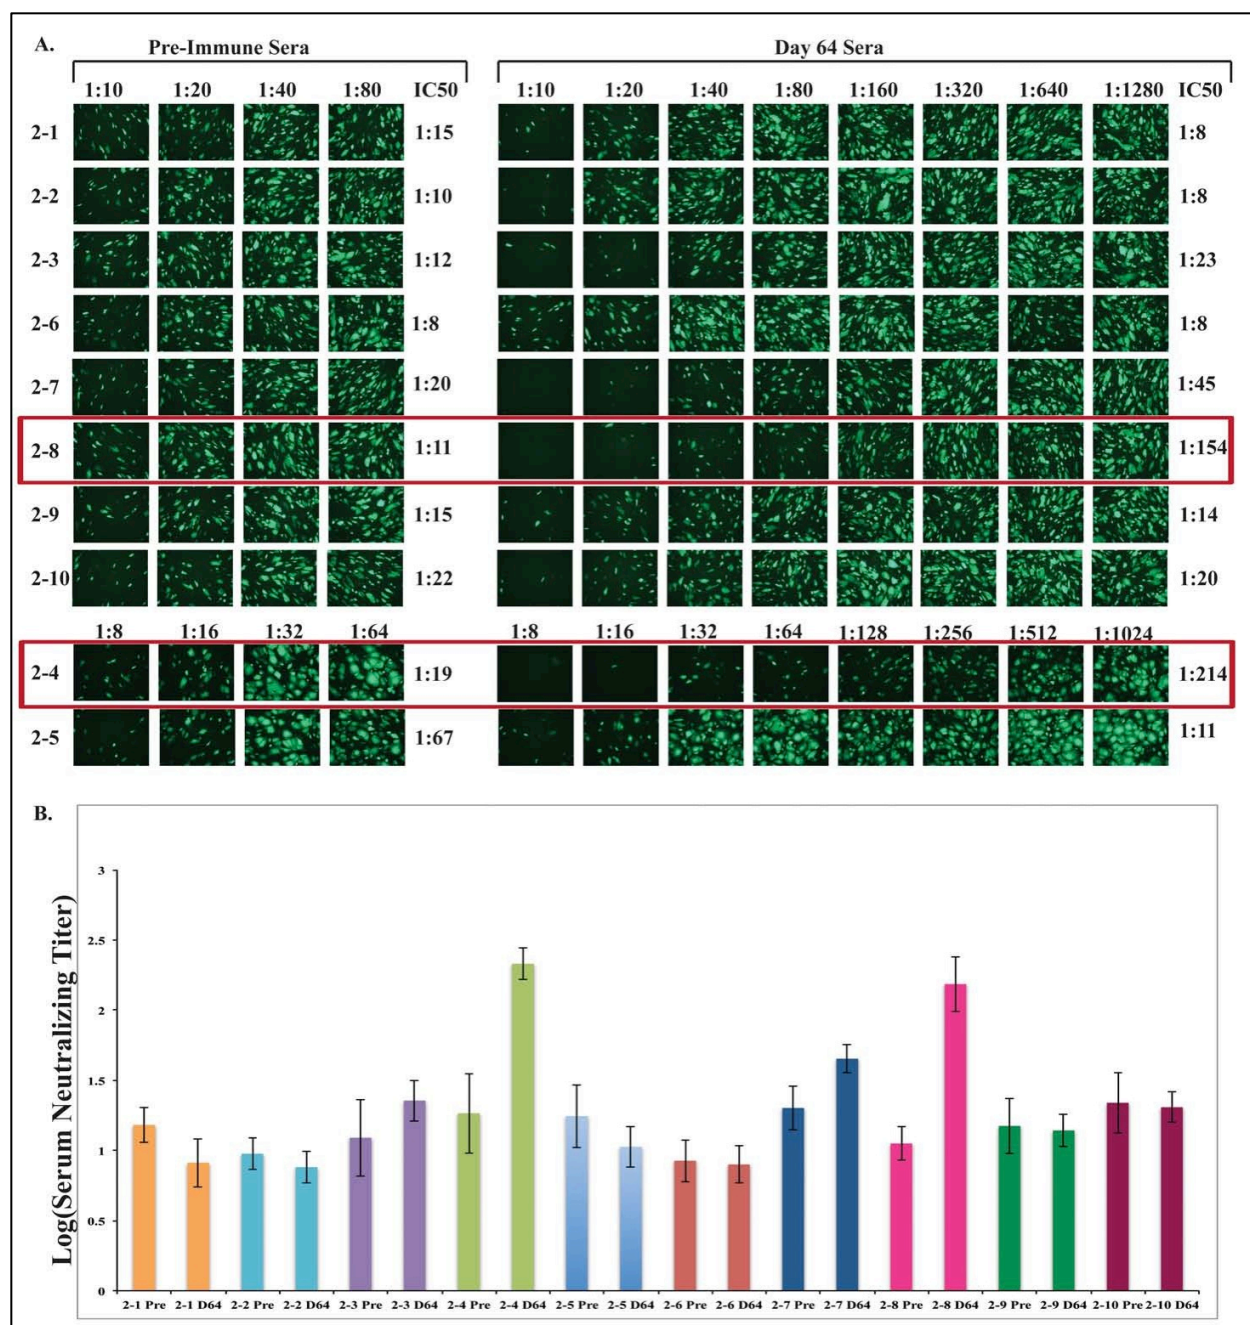 A.
Pre-Immune Sera Day 64 Sera
1:10 1:20 1:40 1:80 IC50 1:10 1:20 1:40 1:80 1:160 1:320 1:640 1:1280 IC50
2-1 1:15 1:8
2-2 1:10 1:8
2-3 1:12 1:23
2-6 1:8 1:8
2-7 1:20 1:45
2-8 1:11 1:154
2-9 1:15 1:14
2-10 1:22 1:20
1:8 1:16 1:32 1:64 1:8 1:16 1:32 1:64 1:128 1:256 1:512 1:1024
2-4 1:19 1:214
2-5 1:67 1:11
B.
Log(Serum Neutralizing Titer)
3
2.5
2
1.5
1
0.5
0
2-1 Pre 2-1 D64 2-2 Pre 2-2 D64 2-3 Pre 2-3 D64 2-4 Pre 2-4 D64 2-5 Pre 2-5 D64 2-6 Pre 2-6 D64 2-7 Pre 2-7 D64 2-8 Pre 2-8 D64 2-9 Pre 2-9 D64 2-10 Pre 2-10 D64